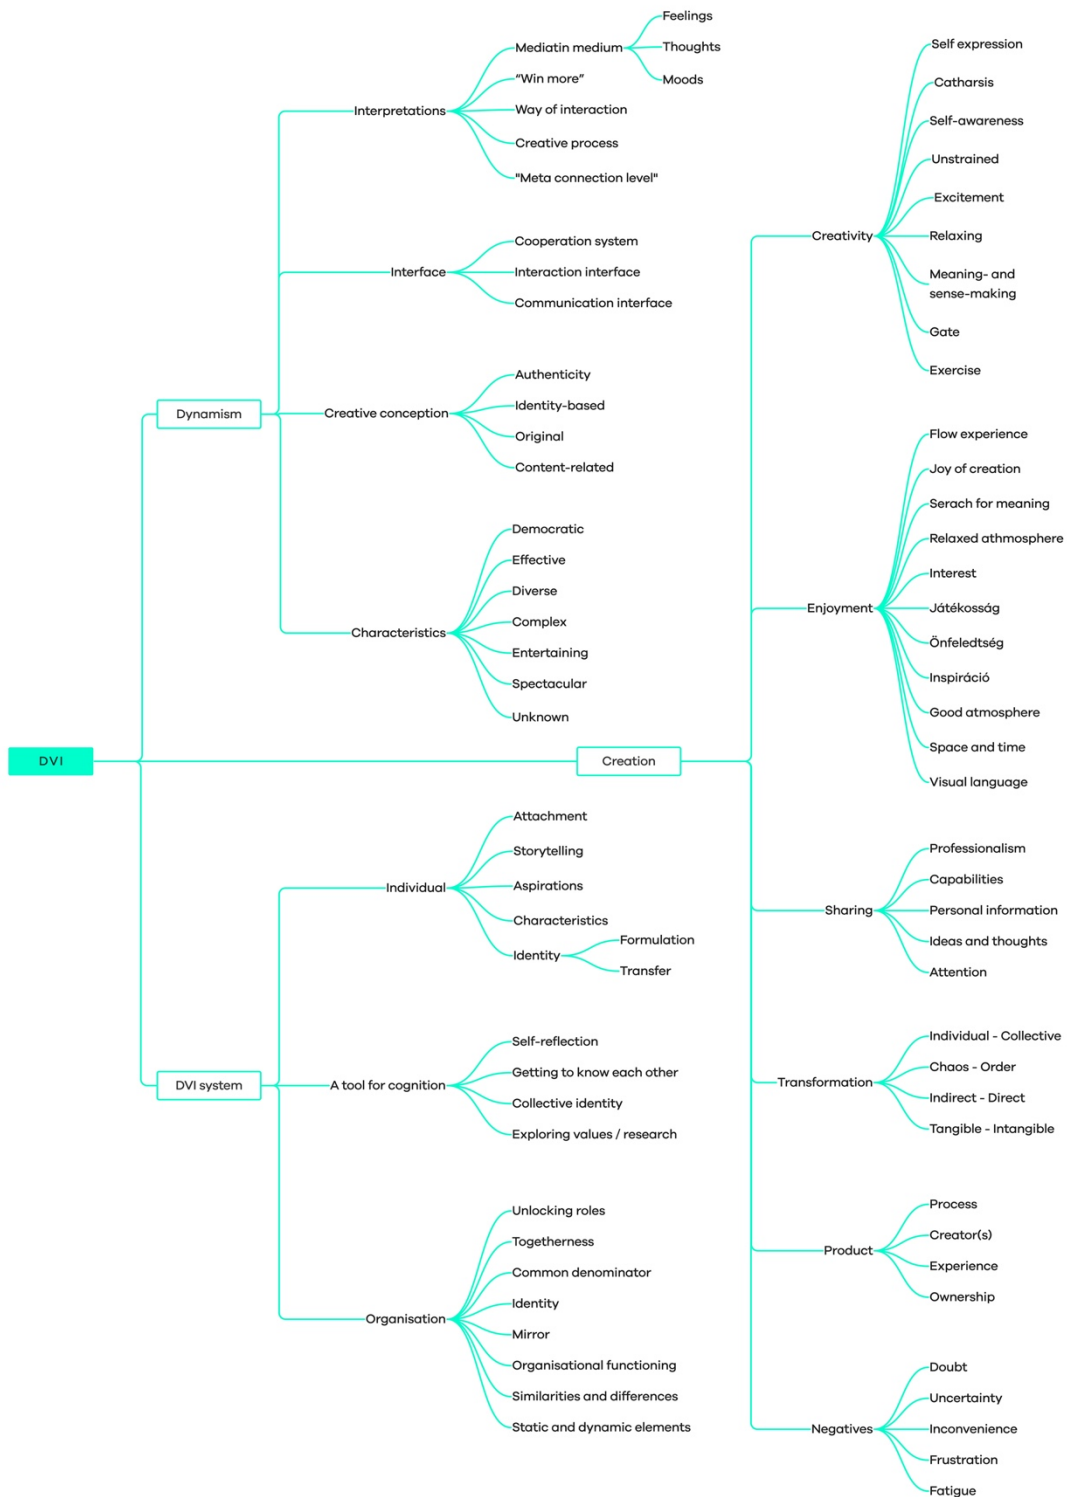 DVI
Dynamism
Interpretations
Mediatin medium
Feelings
Thoughts
Moods
“Win more”
Way of interaction
Creative process
"Meta connection level"
Interface
Cooperation system
Interaction interface
Communication interface
Creative conception
Authenticity
Identity-based
Original
Content-related
Characteristics
Democratic
Effective
Diverse
Complex
Entertaining
Spectacular
Unknown
DVI system
Individual
Attachment
Storytelling
Aspirations
Characteristics
Identity
Formulation
Transfer
A tool for cognition
Self-reflection
Getting to know each other
Collective identity
Exploring values / research
Organisation
Unlocking roles
Togetherness
Common denominator
Identity
Mirror
Organisational functioning
Similarities and differences
Static and dynamic elements
Creation
Creativity
Self expression
Catharsis
Self-awareness
Unstrained
Excitement
Relaxing
Meaning- and
sense-making
Gate
Exercise
Enjoyment
Flow experience
Joy of creation
Serach for meaning
Relaxed athmosphere
Interest
Játékosság
Önfeledtség
Inspiráció
Good atmosphere
Space and time
Visual language
Sharing
Professionalism
Capabilities
Personal information
Ideas and thoughts
Attention
Transformation
Individual - Collective
Chaos - Order
Indirect - Direct
Tangible - Intangible
Product
Process
Creator(s)
Experience
Ownership
Negatives
Doubt
Uncertainty
Inconvenience
Frustration
Fatigue